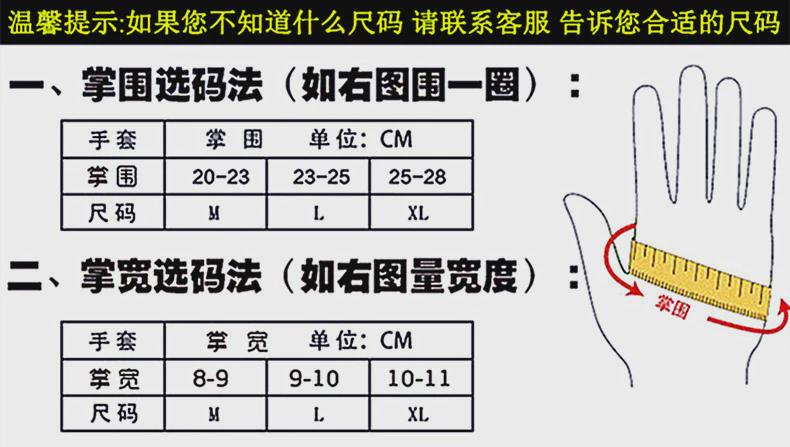 温馨提示:如果您不知道什么尺码 请联系客服 告诉您合适的尺码
一、掌围选码法（如右图围一圈）：
手套 掌 围 单位：CM
掌围 20-23 23-25 25-28
尺码 M L XL
二、掌宽选码法（如右图量宽度）：
手套 掌 宽 单位：CM
掌宽 8-9 9-10 10-11
尺码 M L XL
掌围